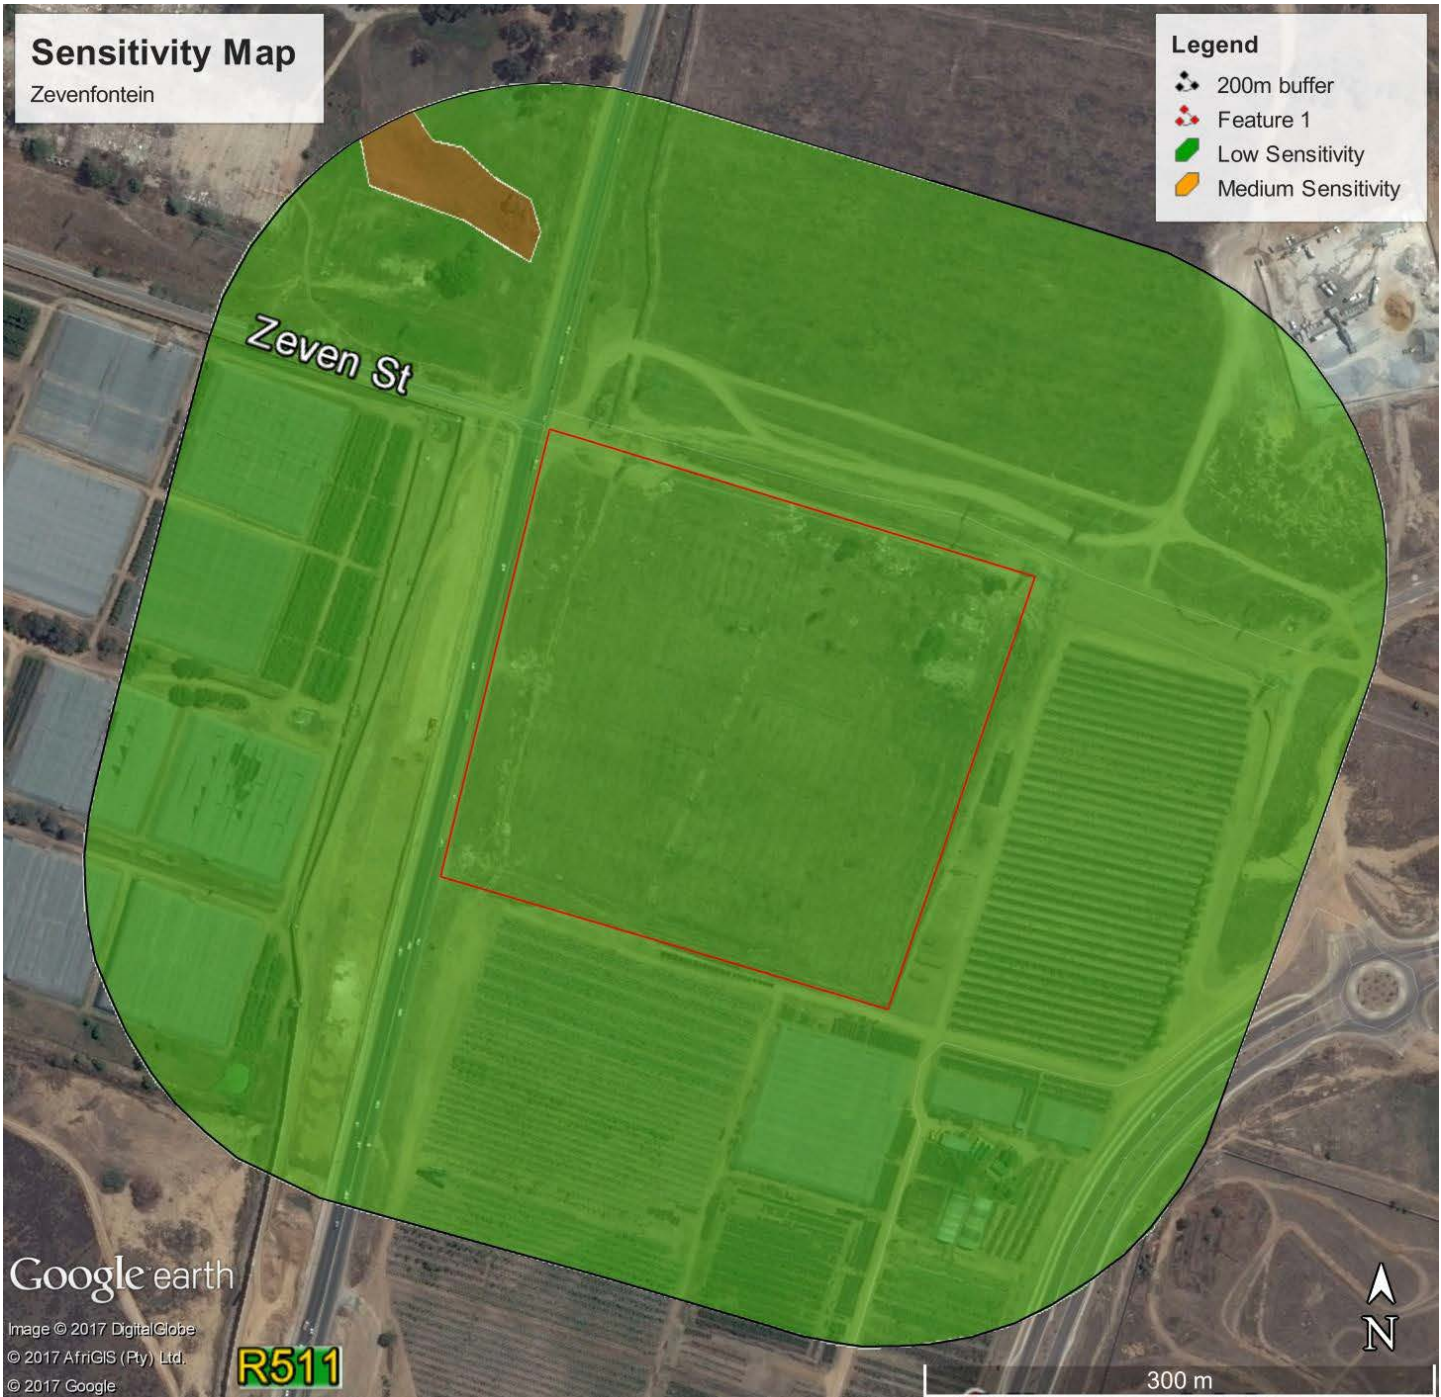 Sensitivity Map
Zevenfontein
Legend
200m buffer
Feature 1
Low Sensitivity
Medium Sensitivity
Zeven St
Google earth
Image © 2017 DigitalGlobe
© 2017 AfriGIS (Pty) Ltd.
© 2017 Google
R511
N
300 m